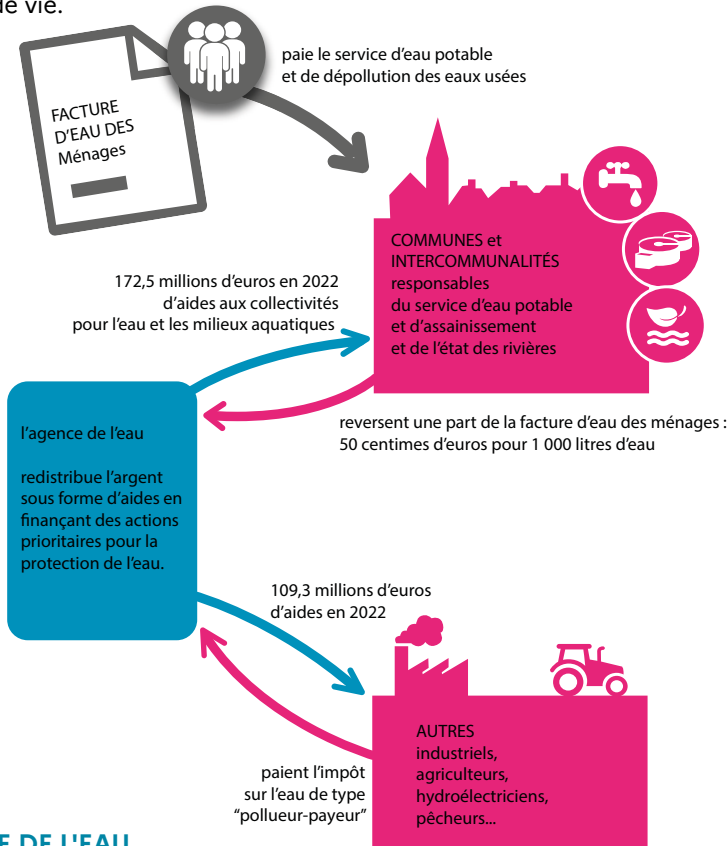 de vie.
paie le service d'eau potable
et de dépollution des eaux usées
FACTURE
D'EAU DES
Ménages
COMMUNES et
INTERCOMMUNALITÉS
responsables
du service d'eau potable
et d'assainissement
et de l'état des rivières
172,5 millions d'euros en 2022
d'aides aux collectivités
pour l'eau et les milieux aquatiques
reversent une part de la facture d'eau des ménages :
50 centimes d'euros pour 1 000 litres d'eau
l'agence de l'eau
redistribue l'argent
sous forme d'aides en
finançant des actions
prioritaires pour la
protection de l'eau.
109,3 millions d'euros
d'aides en 2022
AUTRES
industriels,
agriculteurs,
hydroélectriciens,
pêcheurs...
paient l'impôt
sur l'eau de type
“pollueur-payeur”
E DE L'EAU